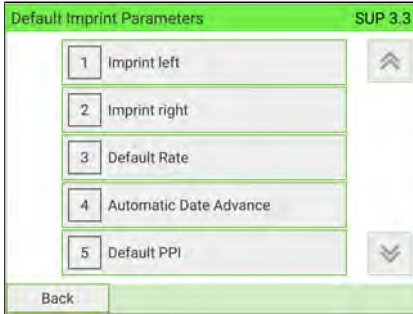 Default Imprint Parameters SUP 3.3
1 Imprint left
2 Imprint right
3 Default Rate
4 Automatic Date Advance
5 Default PPI
Back